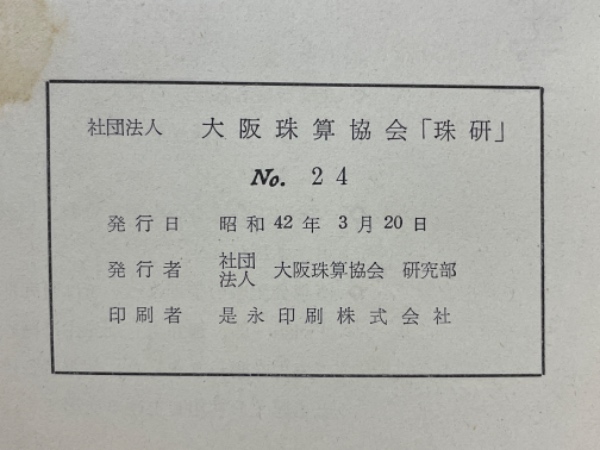 社団法人 大阪珠算協会「珠研」
No. 24
発行日 昭和42年 3月20日
発行者 社団法人 大阪珠算協会 研究部
印刷者 是永印刷株式会社